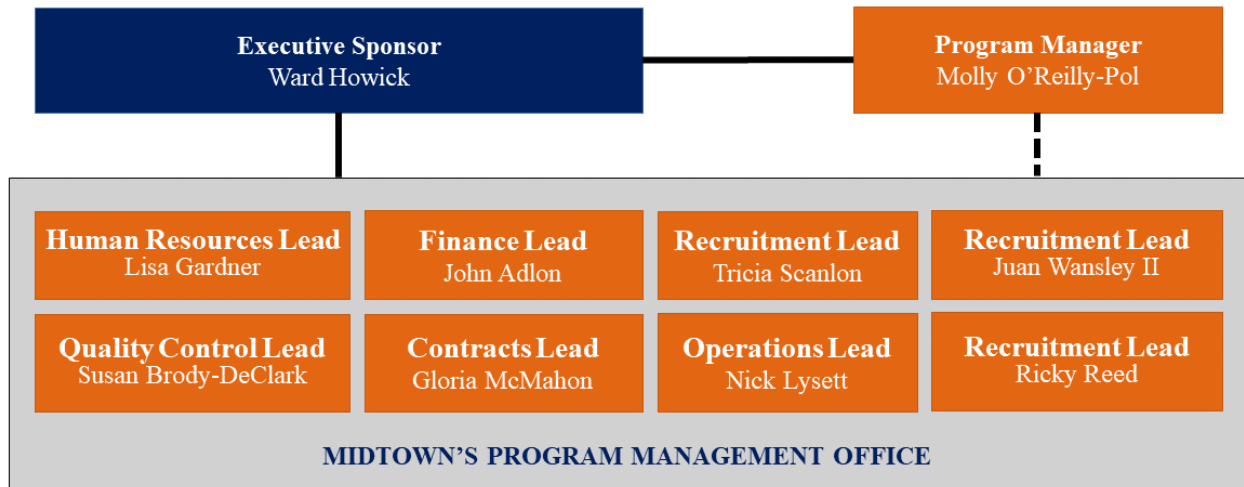 Executive Sponsor
Ward Howick
Program Manager
Molly O’Reilly-Pol
Human Resources Lead
Lisa Gardner
Finance Lead
John Adlon
Recruitment Lead
Tricia Scanlon
Recruitment Lead
Juan Wansley II
Quality Control Lead
Susan Brody-DeClark
Contracts Lead
Gloria McMahon
Operations Lead
Nick Lysett
Recruitment Lead
Ricky Reed
MIDTOWN’S PROGRAM MANAGEMENT OFFICE